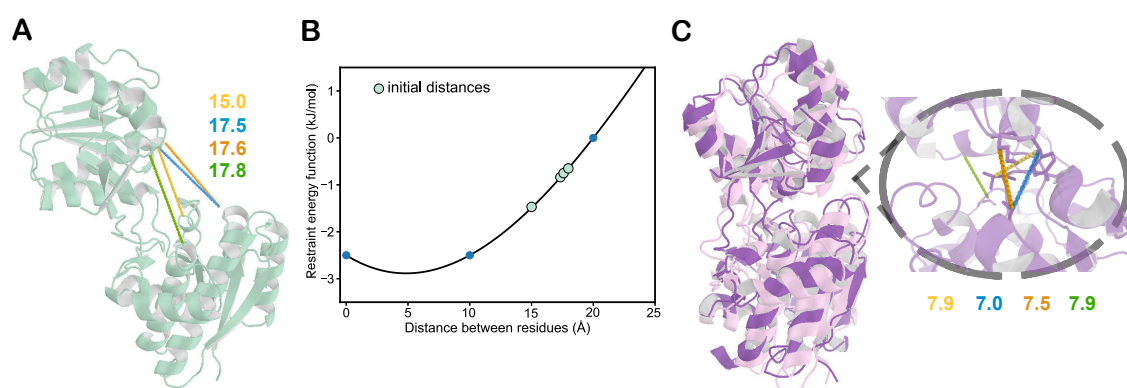 A
15.0
17.5
17.6
17.8
B
Restraint energy function (kJ/mol)
initial distances
1
0
−1
−2
−3
0 5 10 15 20 25
Distance between residues (Å)
C
7.9 7.0 7.5 7.9